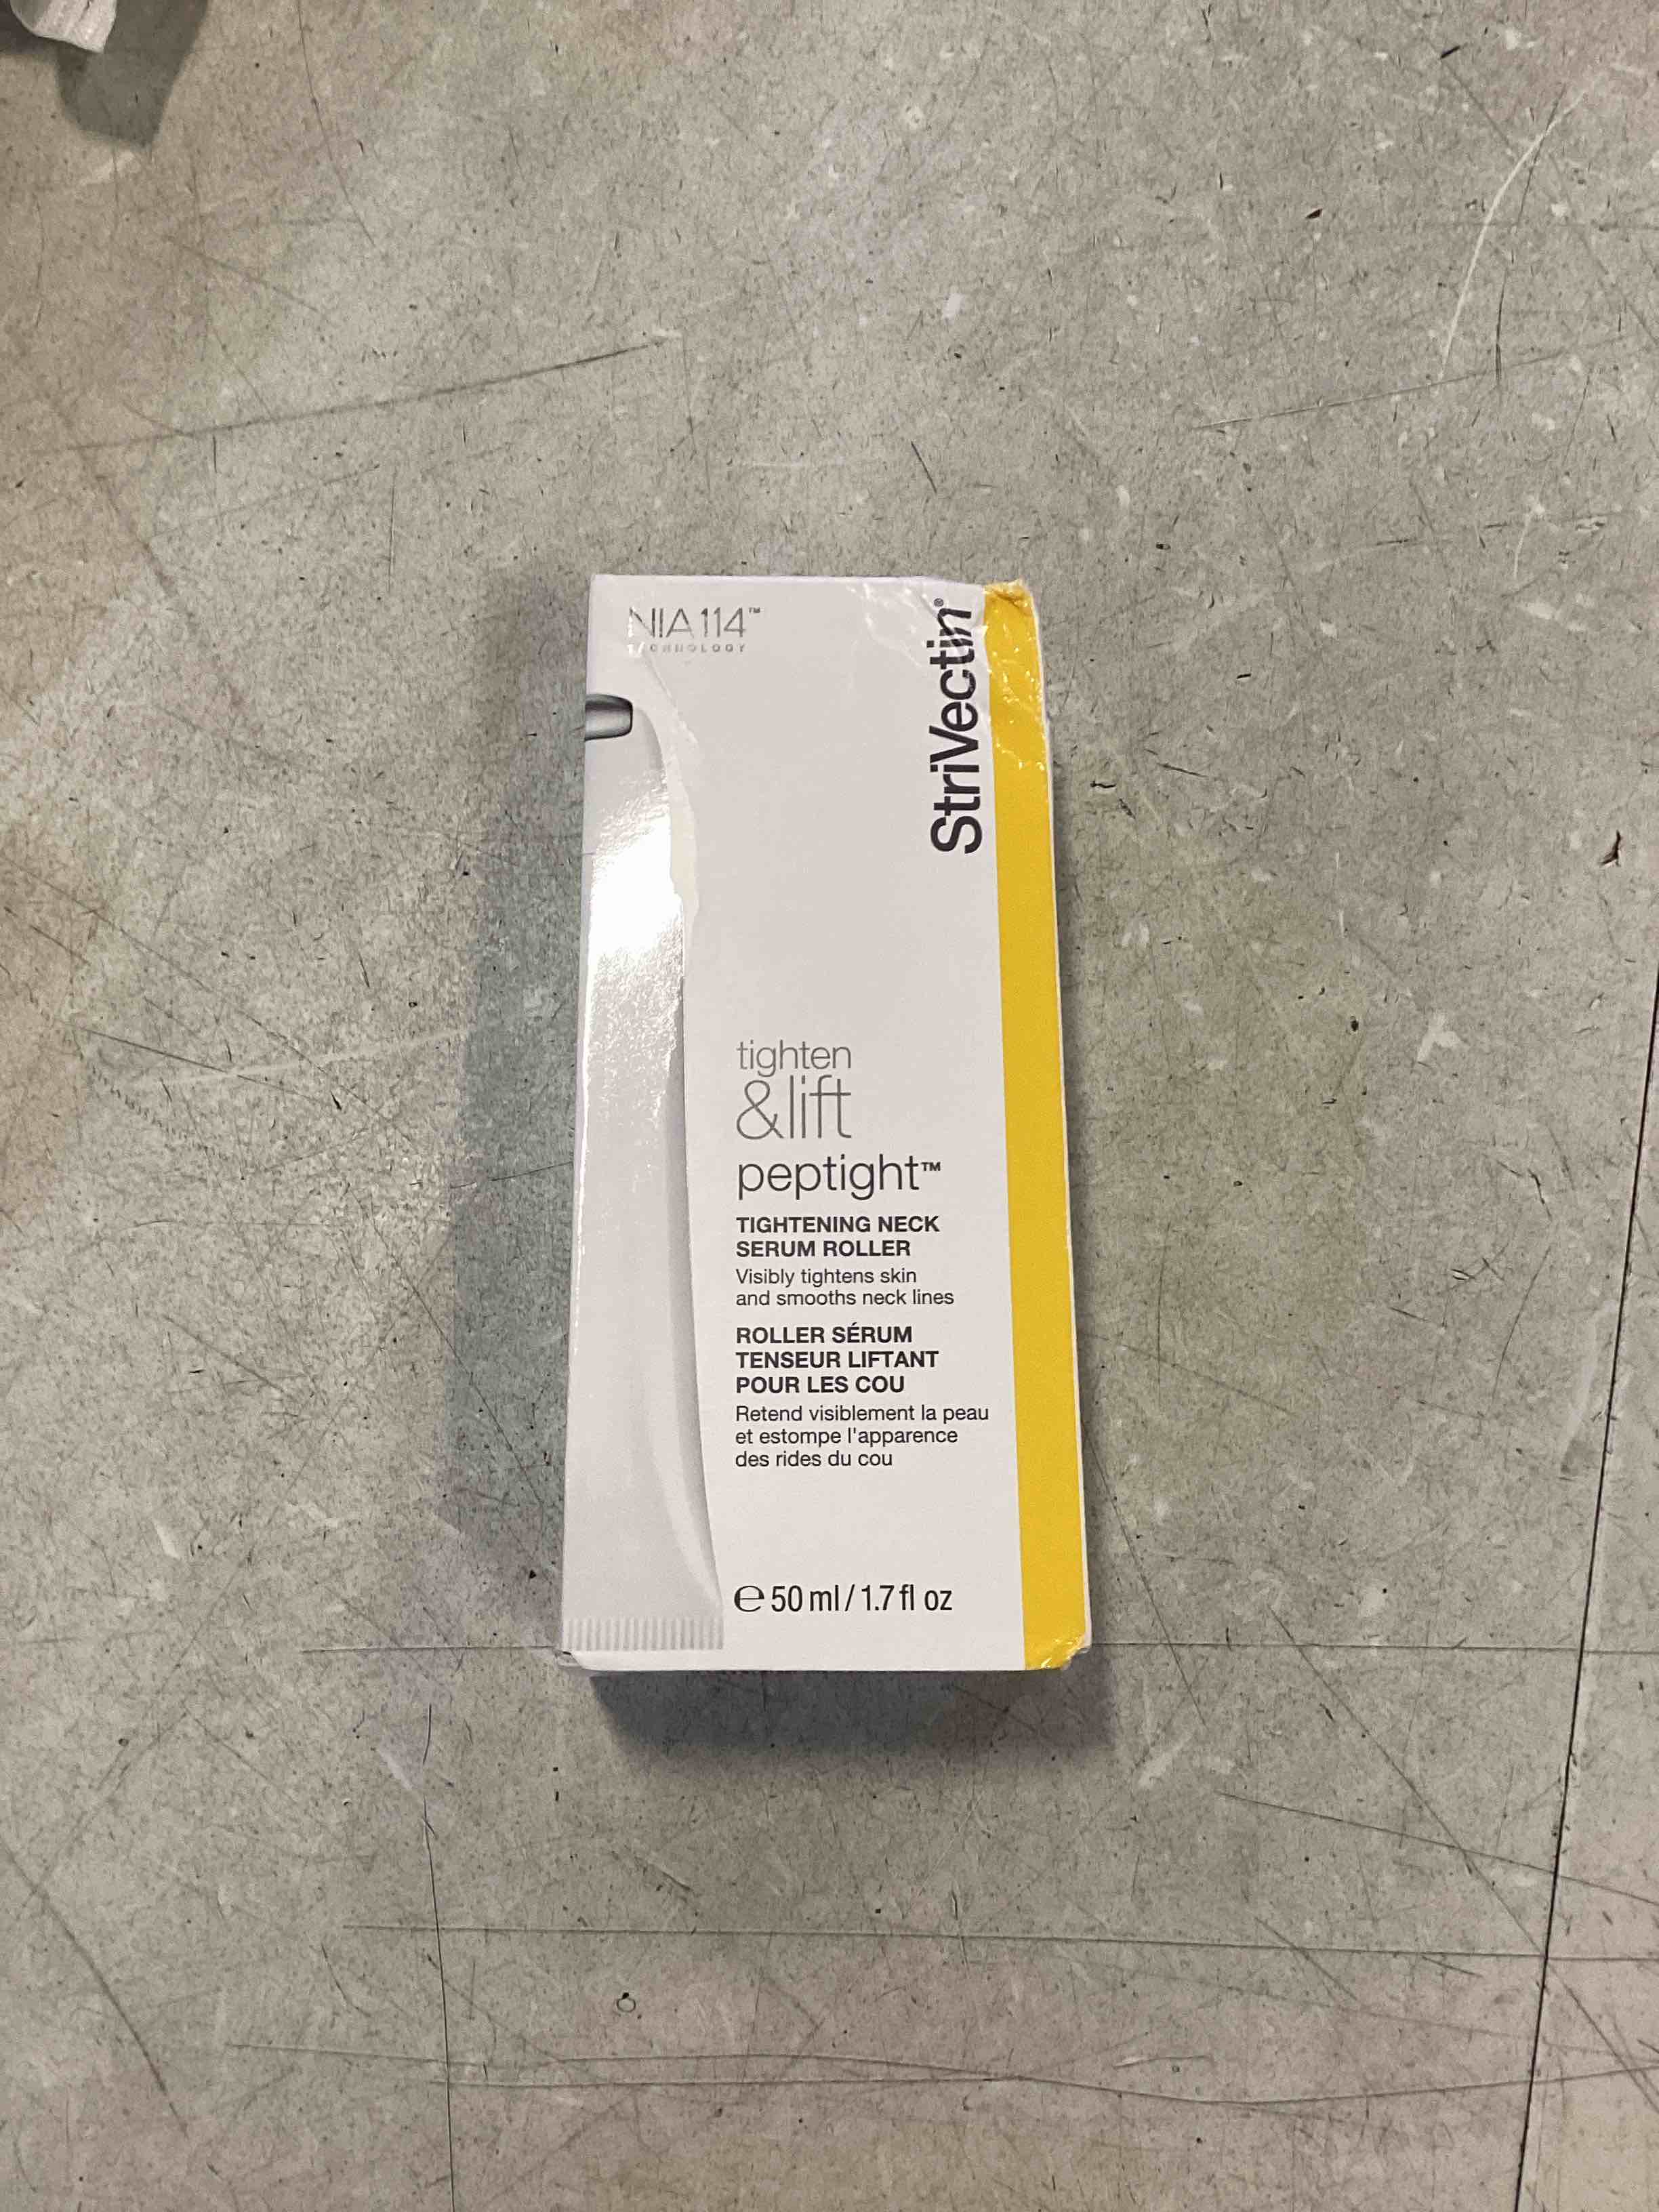 NIA 114™
TECHNOLOGY
StriVectin®
tighten
&lift
peptight™
TIGHTENING NECK
SERUM ROLLER
Visibly tightens skin
and smooths neck lines
ROLLER SÉRUM
TENSEUR LIFTANT
POUR LES COU
Retend visiblement la peau
et estompe l'apparence
des rides du cou
℮ 50 ml / 1.7 fl oz